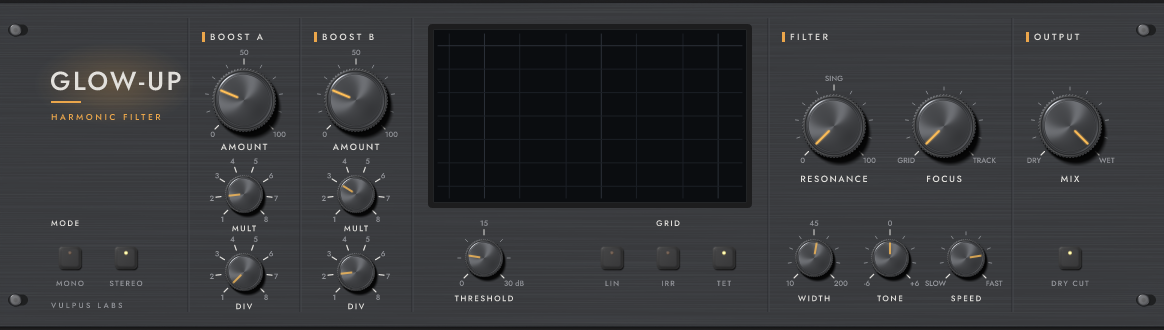 GLOW-UP
HARMONIC FILTER
MODE
MONO STEREO
VULPUS LABS
BOOST A
50
0 100
AMOUNT
4 5
3 6
2 7
1 8
MULT
4 5
3 6
2 7
1 8
DIV
BOOST B
50
0 100
AMOUNT
4 5
3 6
2 7
1 8
MULT
4 5
3 6
2 7
1 8
DIV
15
0 30 dB
THRESHOLD
GRID
LIN IRR TET
FILTER
SING
0 100
RESONANCE
GRID TRACK
FOCUS
45
10 200
WIDTH
0
-6 +6
TONE
SLOW FAST
SPEED
OUTPUT
DRY WET
MIX
DRY CUT